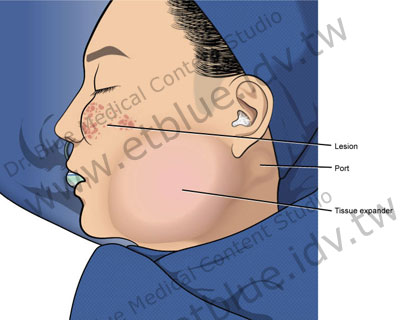 Dr. Blue Medical Content Studio
www.etblue.idv.tw
Lesion
Port
Tissue expander
Dr. Blue Medical Content Studio
www.etblue.idv.tw